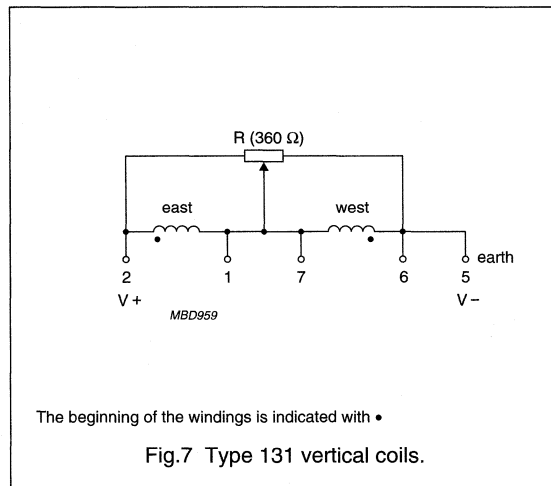 R (360 Ω)
east west
2 1 7 6 5 earth
V + V −
MBD959
The beginning of the windings is indicated with •
Fig.7 Type 131 vertical coils.